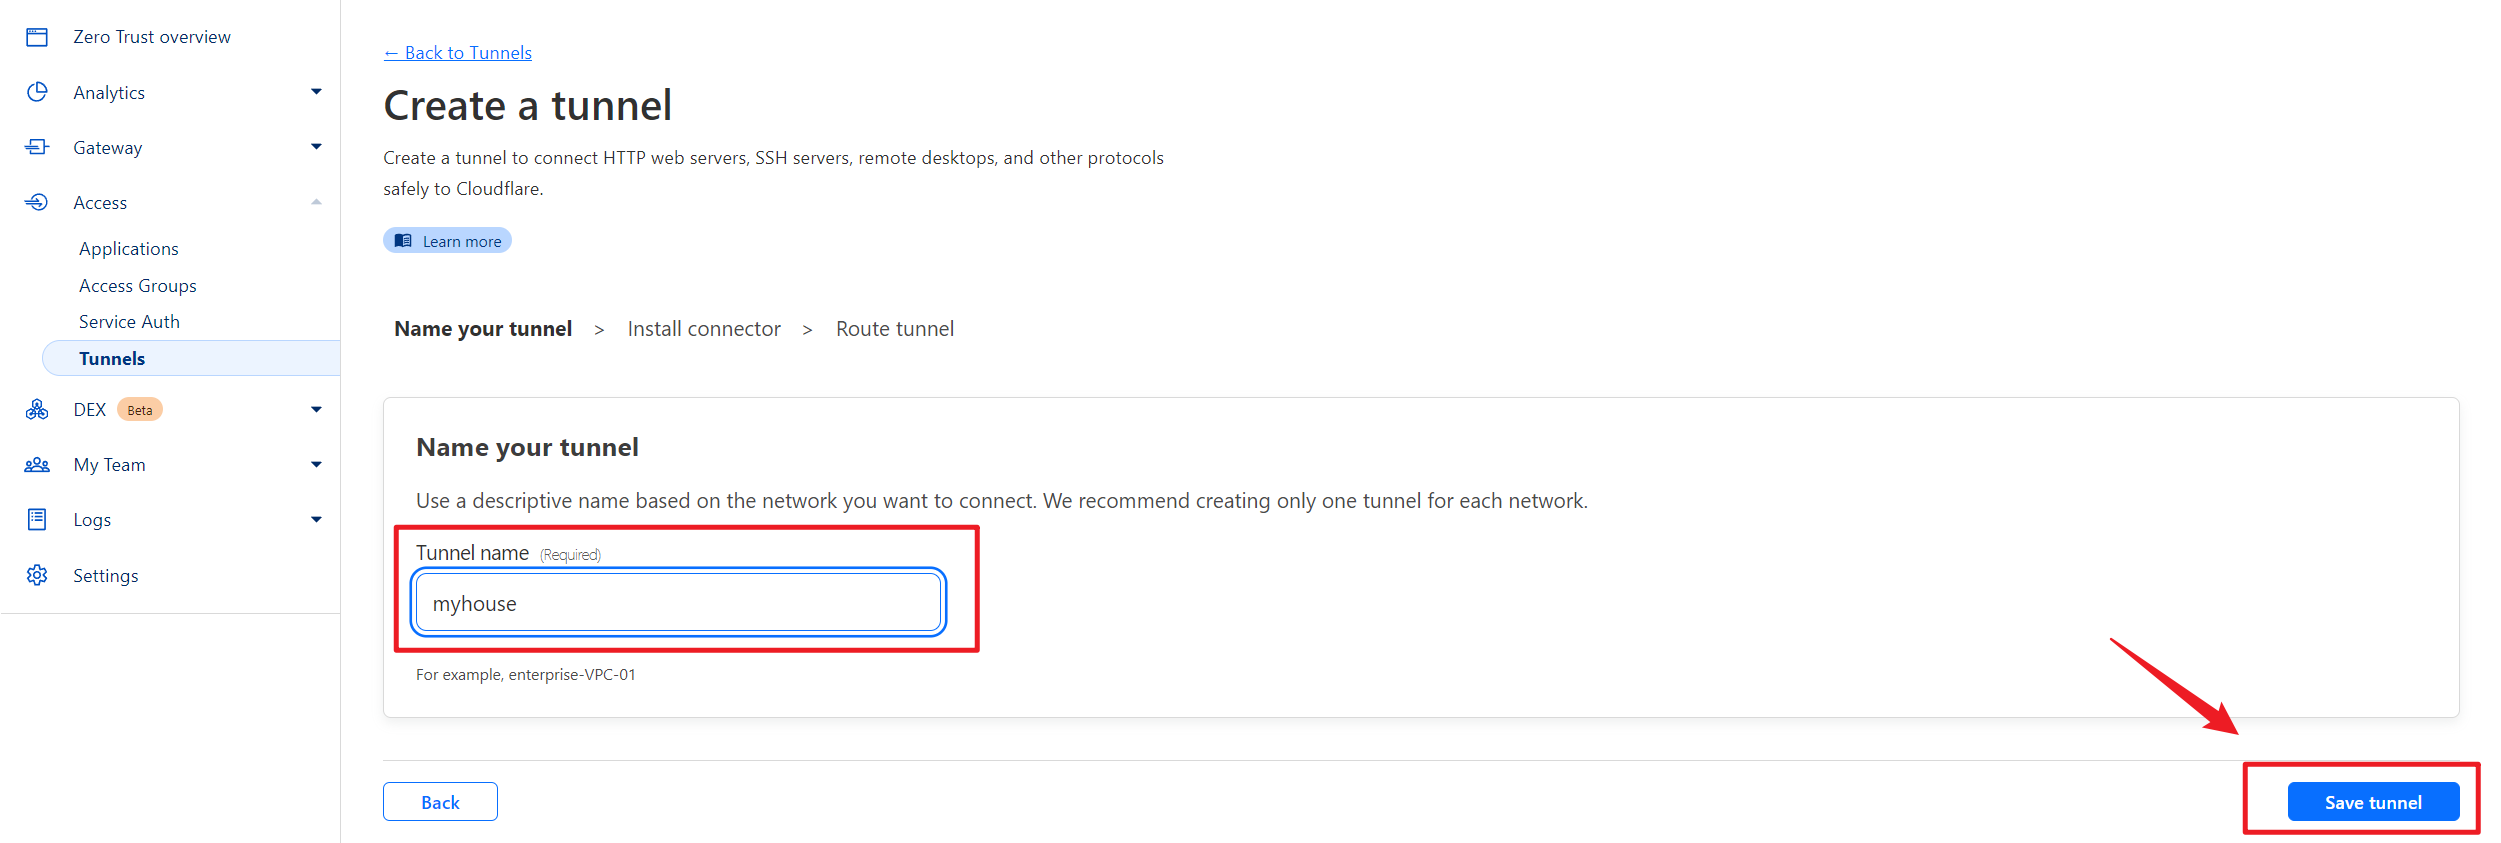 Zero Trust overview
Analytics
Gateway
Access
Applications
Access Groups
Service Auth
Tunnels
DEX Beta
My Team
Logs
Settings
← Back to Tunnels
Create a tunnel
Create a tunnel to connect HTTP web servers, SSH servers, remote desktops, and other protocols
safely to Cloudflare.
Learn more
Name your tunnel > Install connector > Route tunnel
Name your tunnel
Use a descriptive name based on the network you want to connect. We recommend creating only one tunnel for each network.
Tunnel name (Required)
myhouse
For example, enterprise-VPC-01
Back
Save tunnel